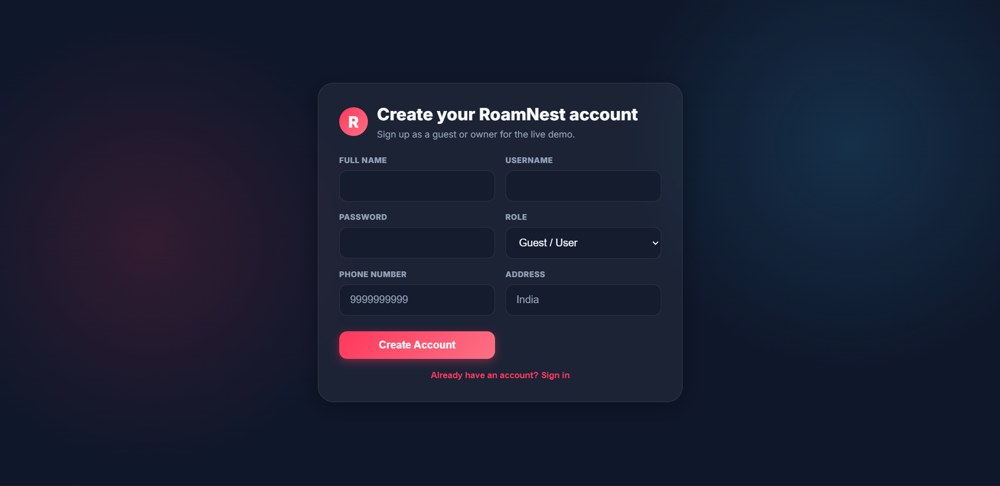 R
Create your RoamNest account
Sign up as a guest or owner for the live demo.
FULL NAME
USERNAME
PASSWORD
ROLE
Guest / User
PHONE NUMBER
ADDRESS
9999999999
India
Create Account
Already have an account? Sign in